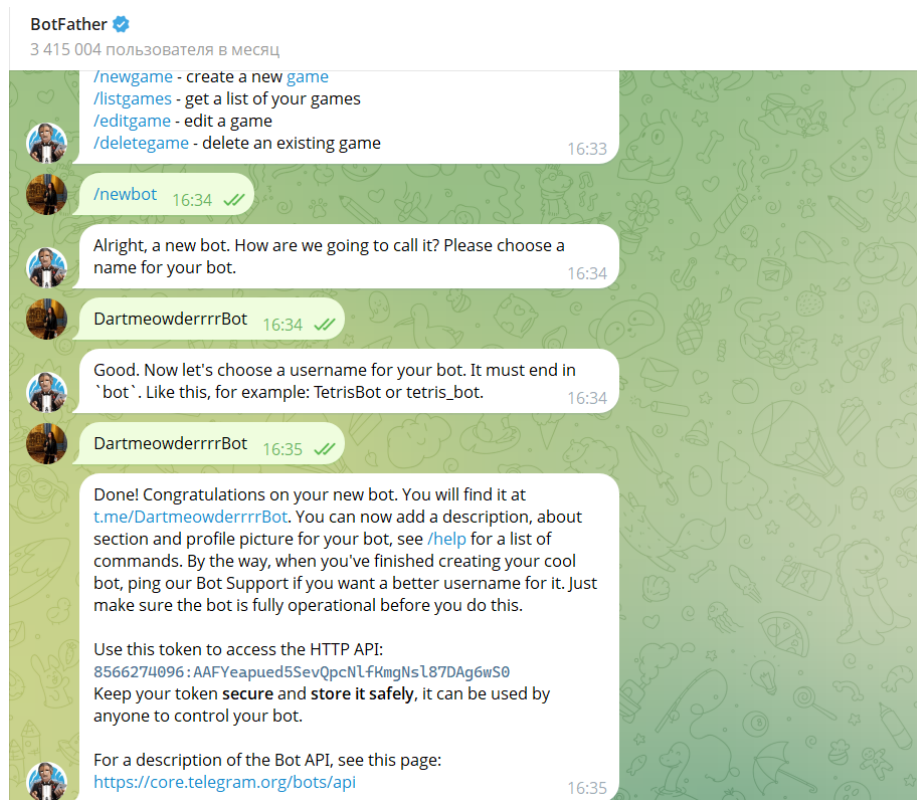 BotFather
3 415 004 пользователя в месяц
/newgame - create a new game
/listgames - get a list of your games
/editgame - edit a game
/deletegame - delete an existing game
16:33
/newbot 16:34
Alright, a new bot. How are we going to call it? Please choose a
name for your bot.
16:34
DartmeowderrrrBot 16:34
Good. Now let's choose a username for your bot. It must end in
`bot`. Like this, for example: TetrisBot or tetris_bot.
16:34
DartmeowderrrrBot 16:35
Done! Congratulations on your new bot. You will find it at
t.me/DartmeowderrrrBot. You can now add a description, about
section and profile picture for your bot, see /help for a list of
commands. By the way, when you've finished creating your cool
bot, ping our Bot Support if you want a better username for it. Just
make sure the bot is fully operational before you do this.
Use this token to access the HTTP API:
8566274096:AAFYeapued5SevQpcNlfKmgNsl87DAg6wS0
Keep your token secure and store it safely, it can be used by
anyone to control your bot.
For a description of the Bot API, see this page:
https://core.telegram.org/bots/api
16:35